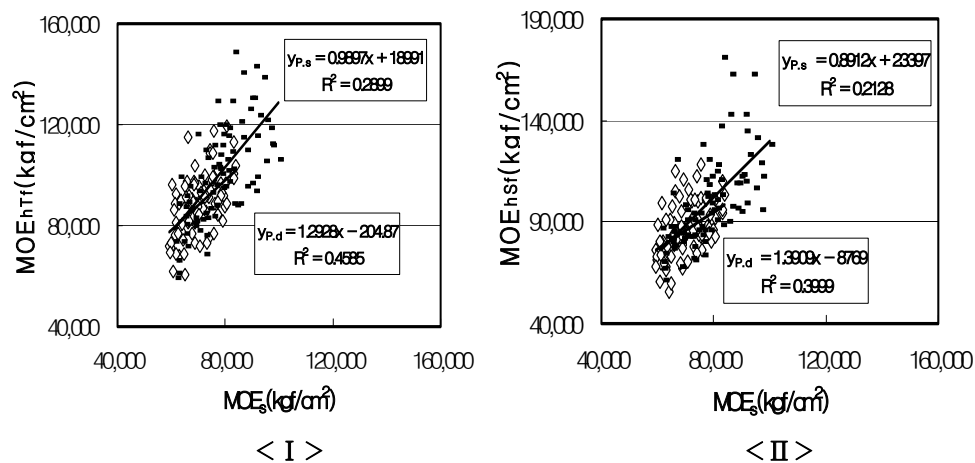 160,000
120,000
80,000
40,000
MOEhTf(kgf/cm²)
yP.s = 0.9897x + 18991
R² = 0.2899
yP.d = 1.2928x − 204.87
R² = 0.4585
40,000 80,000 120,000 160,000
MOEs(kgf/cm²)
< Ⅰ >
190,000
140,000
90,000
40,000
MOEhsf(kgf/cm²)
yP.s = 0.8912x + 23397
R² = 0.2128
yP.d = 1.3909x − 8769
R² = 0.3999
40,000 80,000 120,000 160,000
MOEs(kgf/cm²)
< Ⅱ >